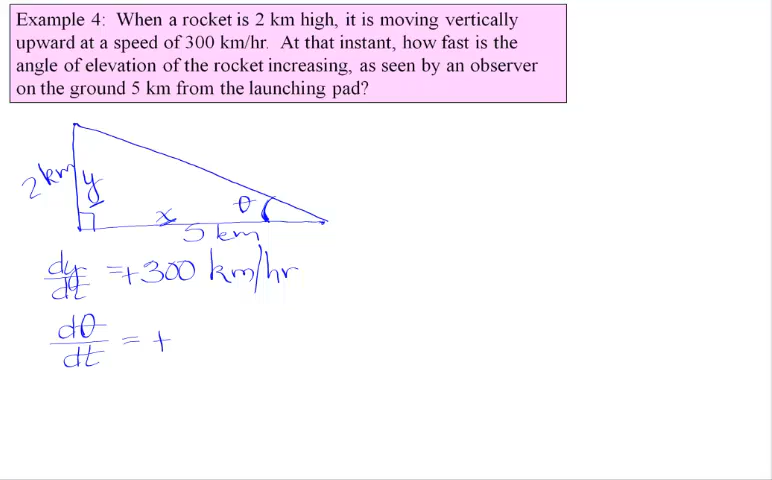 Example 4: When a rocket is 2 km high, it is moving vertically
upward at a speed of 300 km/hr. At that instant, how fast is the
angle of elevation of the rocket increasing, as seen by an observer
on the ground 5 km from the launching pad?
2 km y θ
x
5 km
dy/dt = +300 km/hr
dθ/dt = +